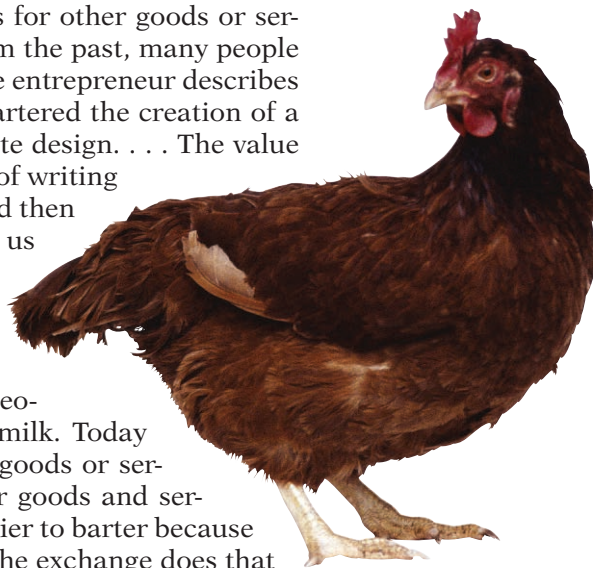 s for other goods or ser-
m the past, many people
e entrepreneur describes
artered the creation of a
te design. . . . The value
of writing
d then
us
eo-
milk. Today
goods or ser-
r goods and ser-
ier to barter because
he exchange does that